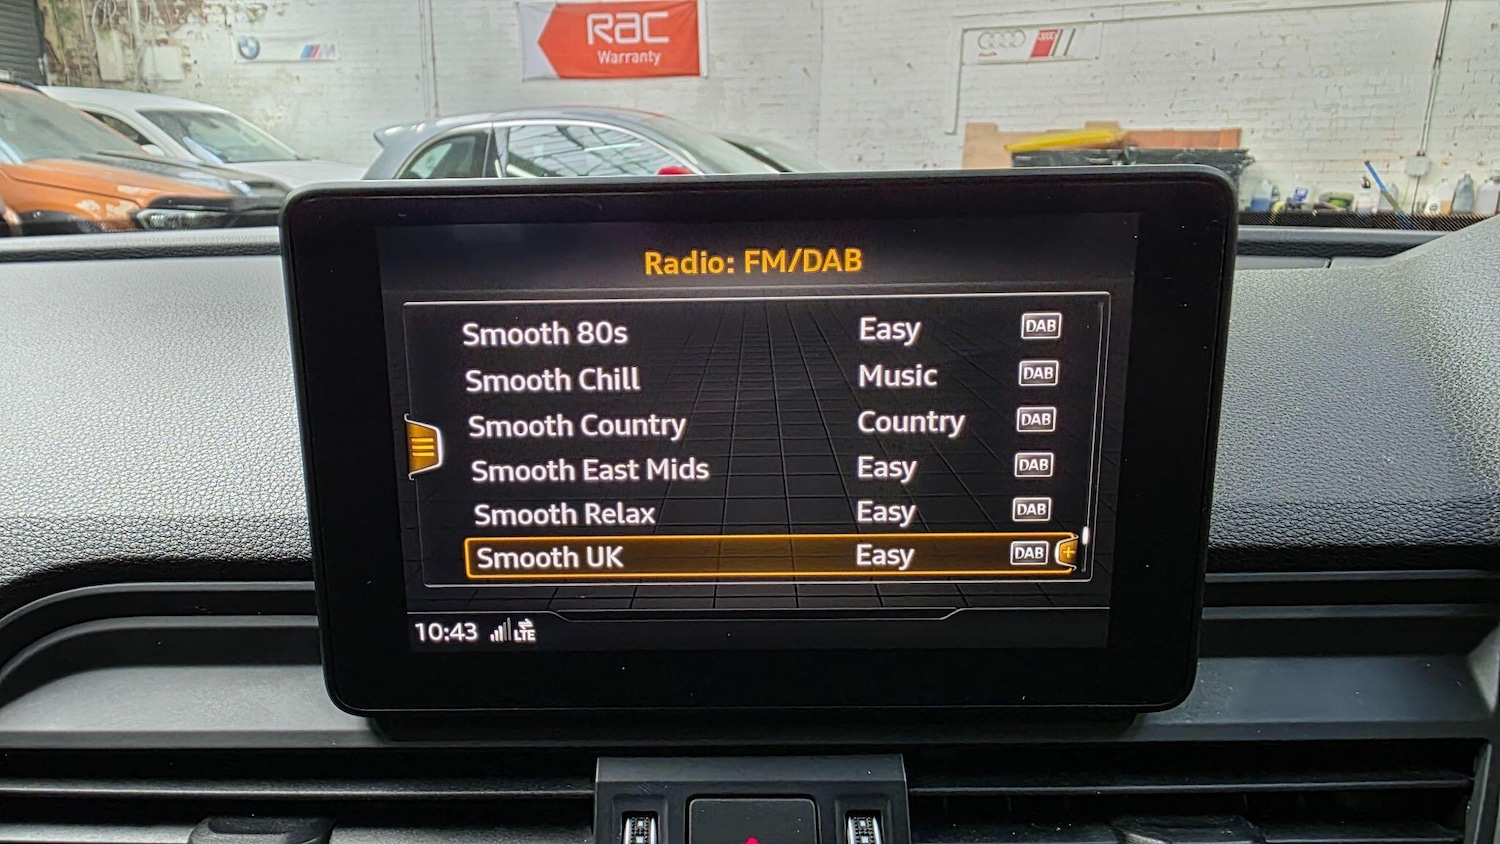 RAC
Warranty
Radio: FM/DAB
Smooth 80s Easy DAB
Smooth Chill Music DAB
Smooth Country Country DAB
Smooth East Mids Easy DAB
Smooth Relax Easy DAB
Smooth UK Easy DAB +
10:43 LTE